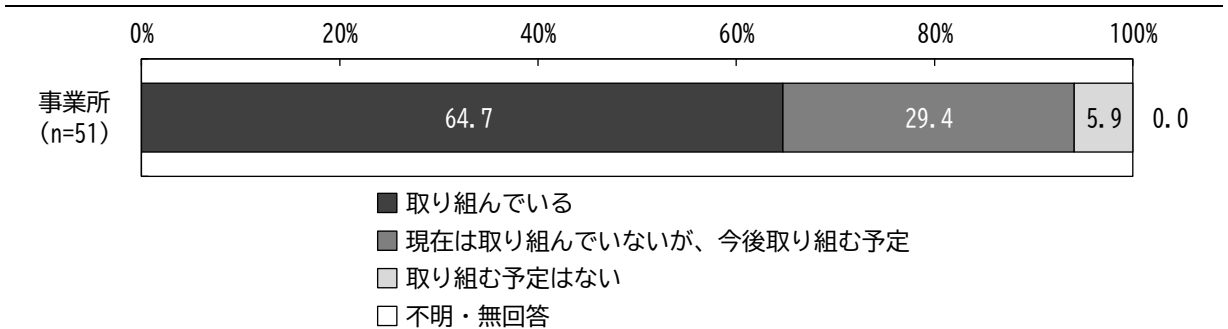 0% 20% 40% 60% 80% 100%
事業所
(n=51)
64.7 29.4 5.9 0.0
取り組んでいる
現在は取り組んでいないが、今後取り組む予定
取り組む予定はない
不明・無回答